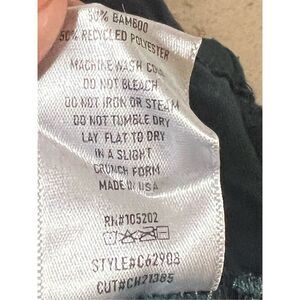 50% BAMBOO
50% RECYCLED POLYESTER
MACHINE WASH COLD
DO NOT BLEACH
DO NOT IRON OR STEAM
DO NOT TUMBLE DRY
LAY FLAT TO DRY
IN A SLIGHT
CRUNCH FORM
MADE IN USA
RN#105202
STYLE#C62908
CUT#CH21385